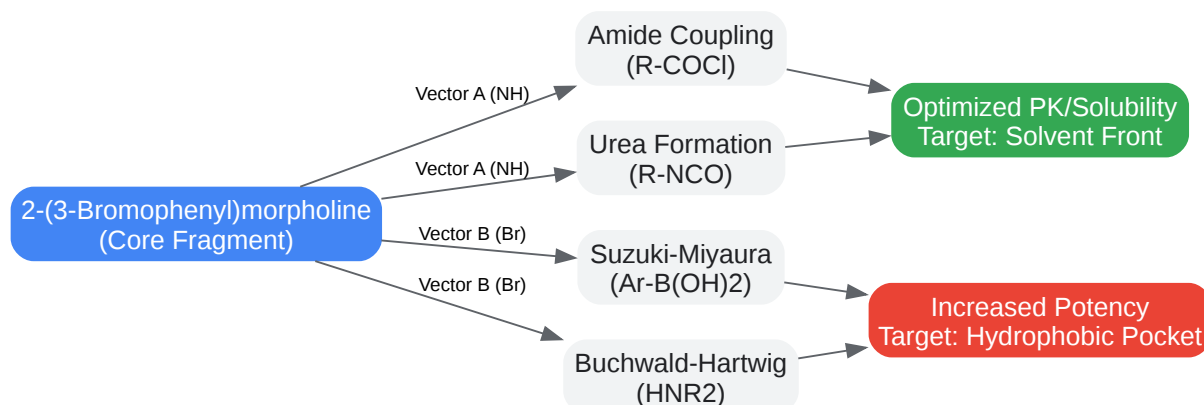 Amide Coupling
(R-COCl)
Vector A (NH)
Optimized PK/Solubility
Target: Solvent Front
Urea Formation
(R-NCO)
Vector A (NH)
2-(3-Bromophenyl)morpholine
(Core Fragment)
Vector B (Br)
Suzuki-Miyaura
(Ar-B(OH)2)
Vector B (Br)
Increased Potency
Target: Hydrophobic Pocket
Buchwald-Hartwig
(HNR2)